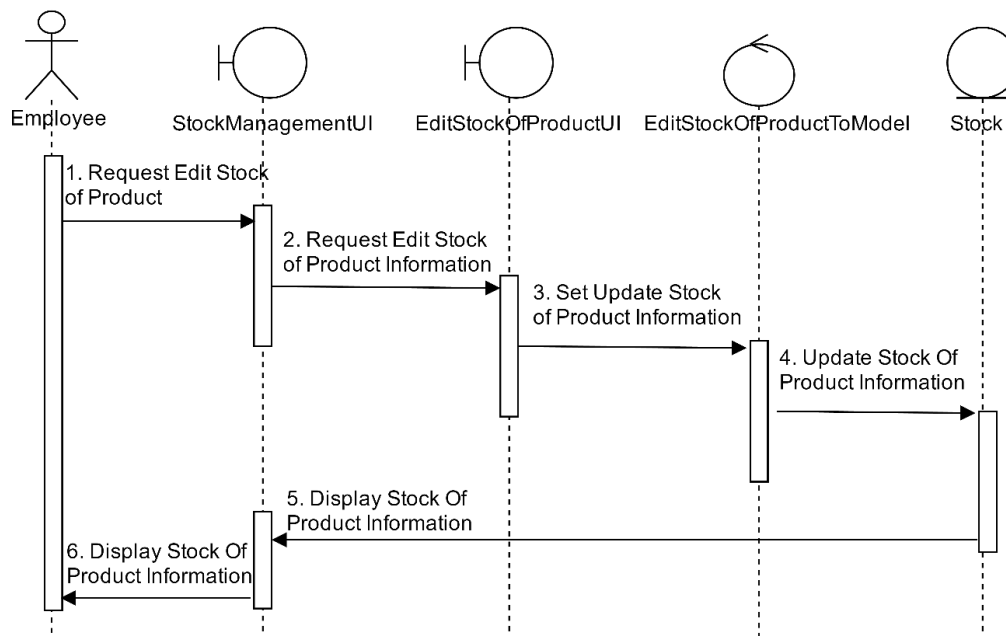 Employee
StockManagementUI
EditStockOfProductUI
EditStockOfProductToModel
Stock
1. Request Edit Stock
of Product
2. Request Edit Stock
of Product Information
3. Set Update Stock
of Product Information
4. Update Stock Of
Product Information
5. Display Stock Of
Product Information
6. Display Stock Of
Product Information